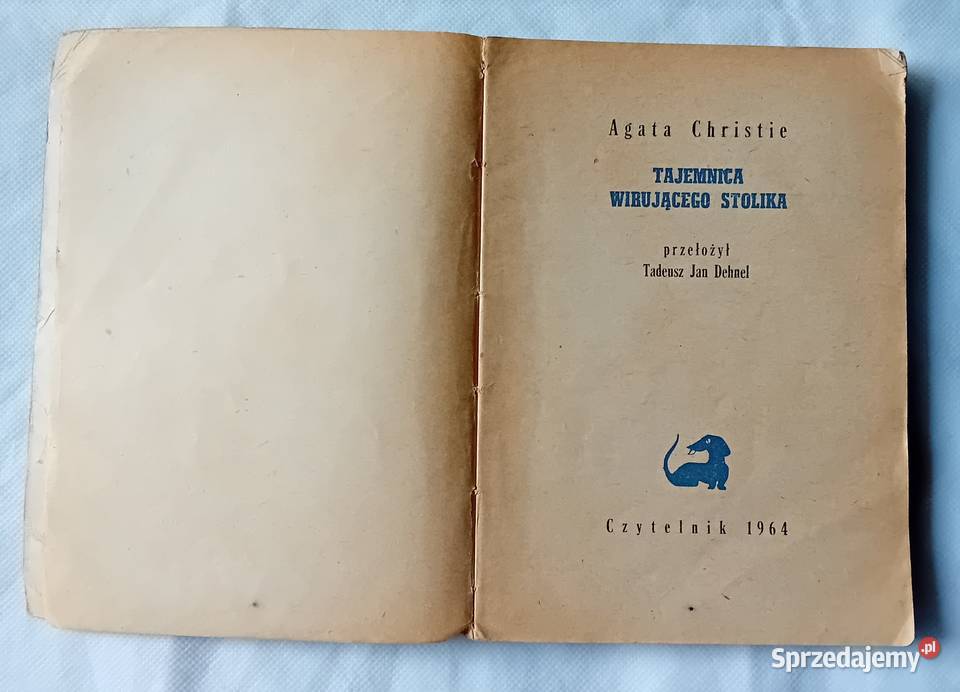 Agata Christie
TAJEMNICA
WIRUJĄCEGO STOLIKA
przełożył
Tadeusz Jan Dehnel
Czytelnik 1964
Sprzedajemy.pl